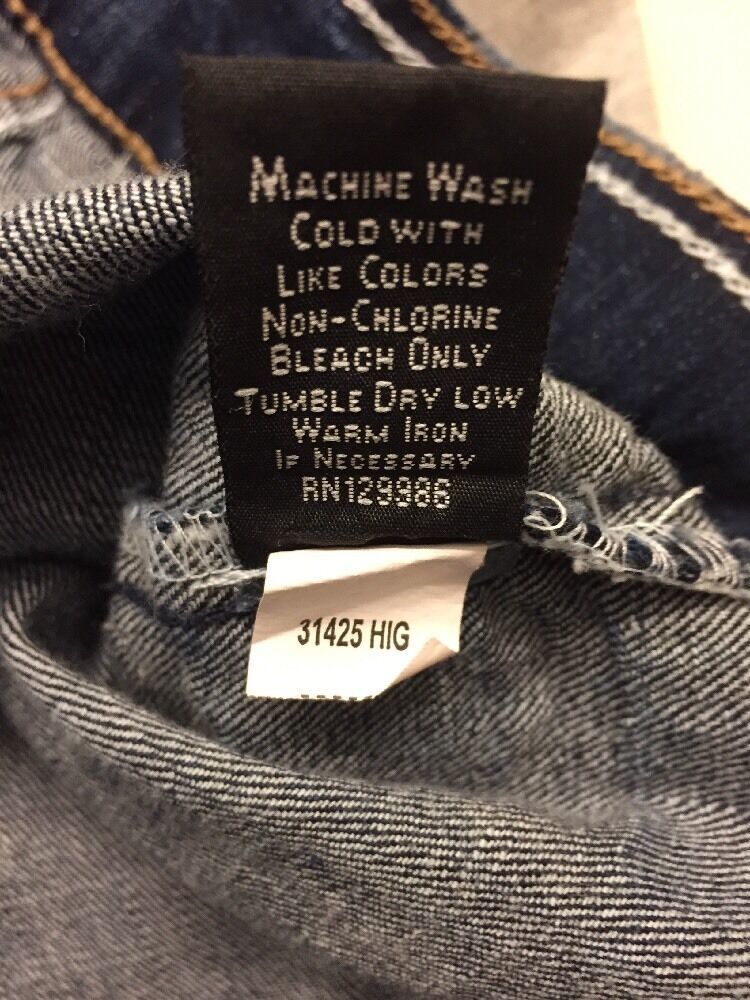 MACHINE WASH
COLD WITH
LIKE COLORS
NON-CHLORINE
BLEACH ONLY
TUMBLE DRY LOW
WARM IRON
IF NECESSARY
RN129986
31425 HIG